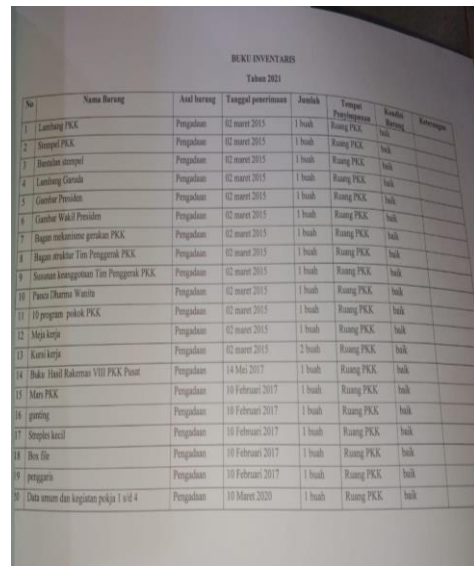 BUKU INVENTARIS
Tahun 2021
No Nama Barang Asal barang Tanggal penerimaan Jumlah Tempat Penyimpanan Kondisi Barang Keterangan
1 Lambang PKK Pengadaan 02 maret 2015 1 buah Ruang PKK baik
2 Stempel PKK Pengadaan 02 maret 2015 1 buah Ruang PKK baik
3 Bantalan stempel Pengadaan 02 maret 2015 1 buah Ruang PKK baik
4 Lambang Garuda Pengadaan 02 maret 2015 1 buah Ruang PKK baik
5 Gambar Presiden Pengadaan 02 maret 2015 1 buah Ruang PKK baik
6 Gambar Wakil Presiden Pengadaan 02 maret 2015 1 buah Ruang PKK baik
7 Bagan mekanisme gerakan PKK Pengadaan 02 maret 2015 1 buah Ruang PKK baik
8 Bagan struktur Tim Penggerak PKK Pengadaan 02 maret 2015 1 buah Ruang PKK baik
9 Susunan keanggotaan Tim Penggerak PKK Pengadaan 02 maret 2015 1 buah Ruang PKK baik
10 Panca Dharma Wanita Pengadaan 02 maret 2015 1 buah Ruang PKK baik
11 10 program pokok PKK Pengadaan 02 maret 2015 1 buah Ruang PKK baik
12 Meja kerja Pengadaan 02 maret 2015 1 buah Ruang PKK baik
13 Kursi kerja Pengadaan 02 maret 2015 2 buah Ruang PKK baik
14 Buku Hasil Rakernas VIII PKK Pusat Pengadaan 14 Mei 2017 1 buah Ruang PKK baik
15 Mars PKK Pengadaan 10 Februari 2017 1 buah Ruang PKK baik
16 gunting Pengadaan 10 Februari 2017 1 buah Ruang PKK baik
17 Streples kecil Pengadaan 10 Februari 2017 1 buah Ruang PKK baik
18 Box file Pengadaan 10 Februari 2017 1 buah Ruang PKK baik
19 penggaris Pengadaan 10 Februari 2017 1 buah Ruang PKK baik
20 Data umum dan kegiatan pokja 1 s/d 4 Pengadaan 10 Maret 2020 1 buah Ruang PKK baik